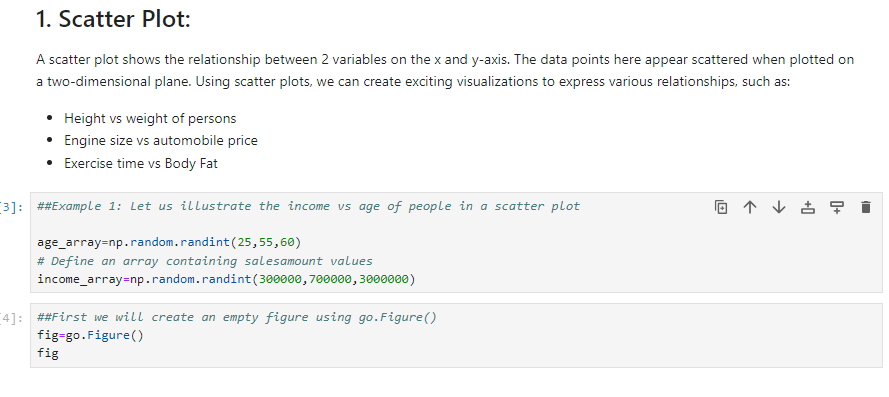 1. Scatter Plot:
A scatter plot shows the relationship between 2 variables on the x and y-axis. The data points here appear scattered when plotted on
a two-dimensional plane. Using scatter plots, we can create exciting visualizations to express various relationships, such as:
• Height vs weight of persons
• Engine size vs automobile price
• Exercise time vs Body Fat
3]: ##Example 1: Let us illustrate the income vs age of people in a scatter plot
age_array=np.random.randint(25,55,60)
# Define an array containing salesamount values
income_array=np.random.randint(300000,700000,3000000)
4]: ##First we will create an empty figure using go.Figure()
fig=go.Figure()
fig